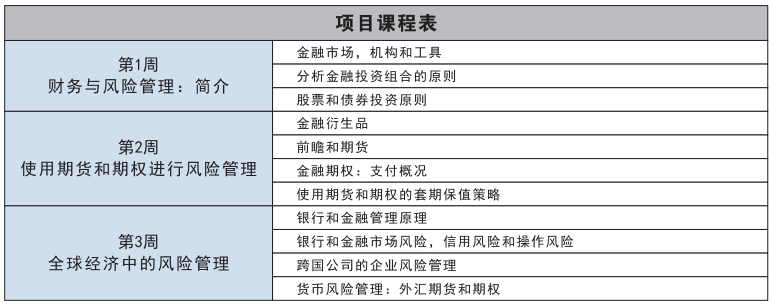 项目课程表
第1周
财务与风险管理：简介
金融市场，机构和工具
分析金融投资组合的原则
股票和债券投资原则
第2周
使用期货和期权进行风险管理
金融衍生品
前瞻和期货
金融期权：支付概况
使用期货和期权的套期保值策略
第3周
全球经济中的风险管理
银行和金融管理原理
银行和金融市场风险，信用风险和操作风险
跨国公司的企业风险管理
货币风险管理：外汇期货和期权